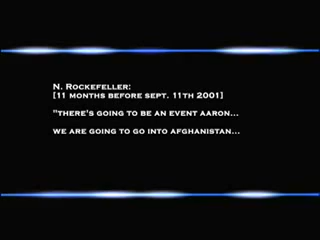 N. ROCKEFELLER:
[11 MONTHS BEFORE SEPT. 11TH 2001]
"THERE'S GOING TO BE AN EVENT AARON...
WE ARE GOING TO GO INTO AFGHANISTAN...